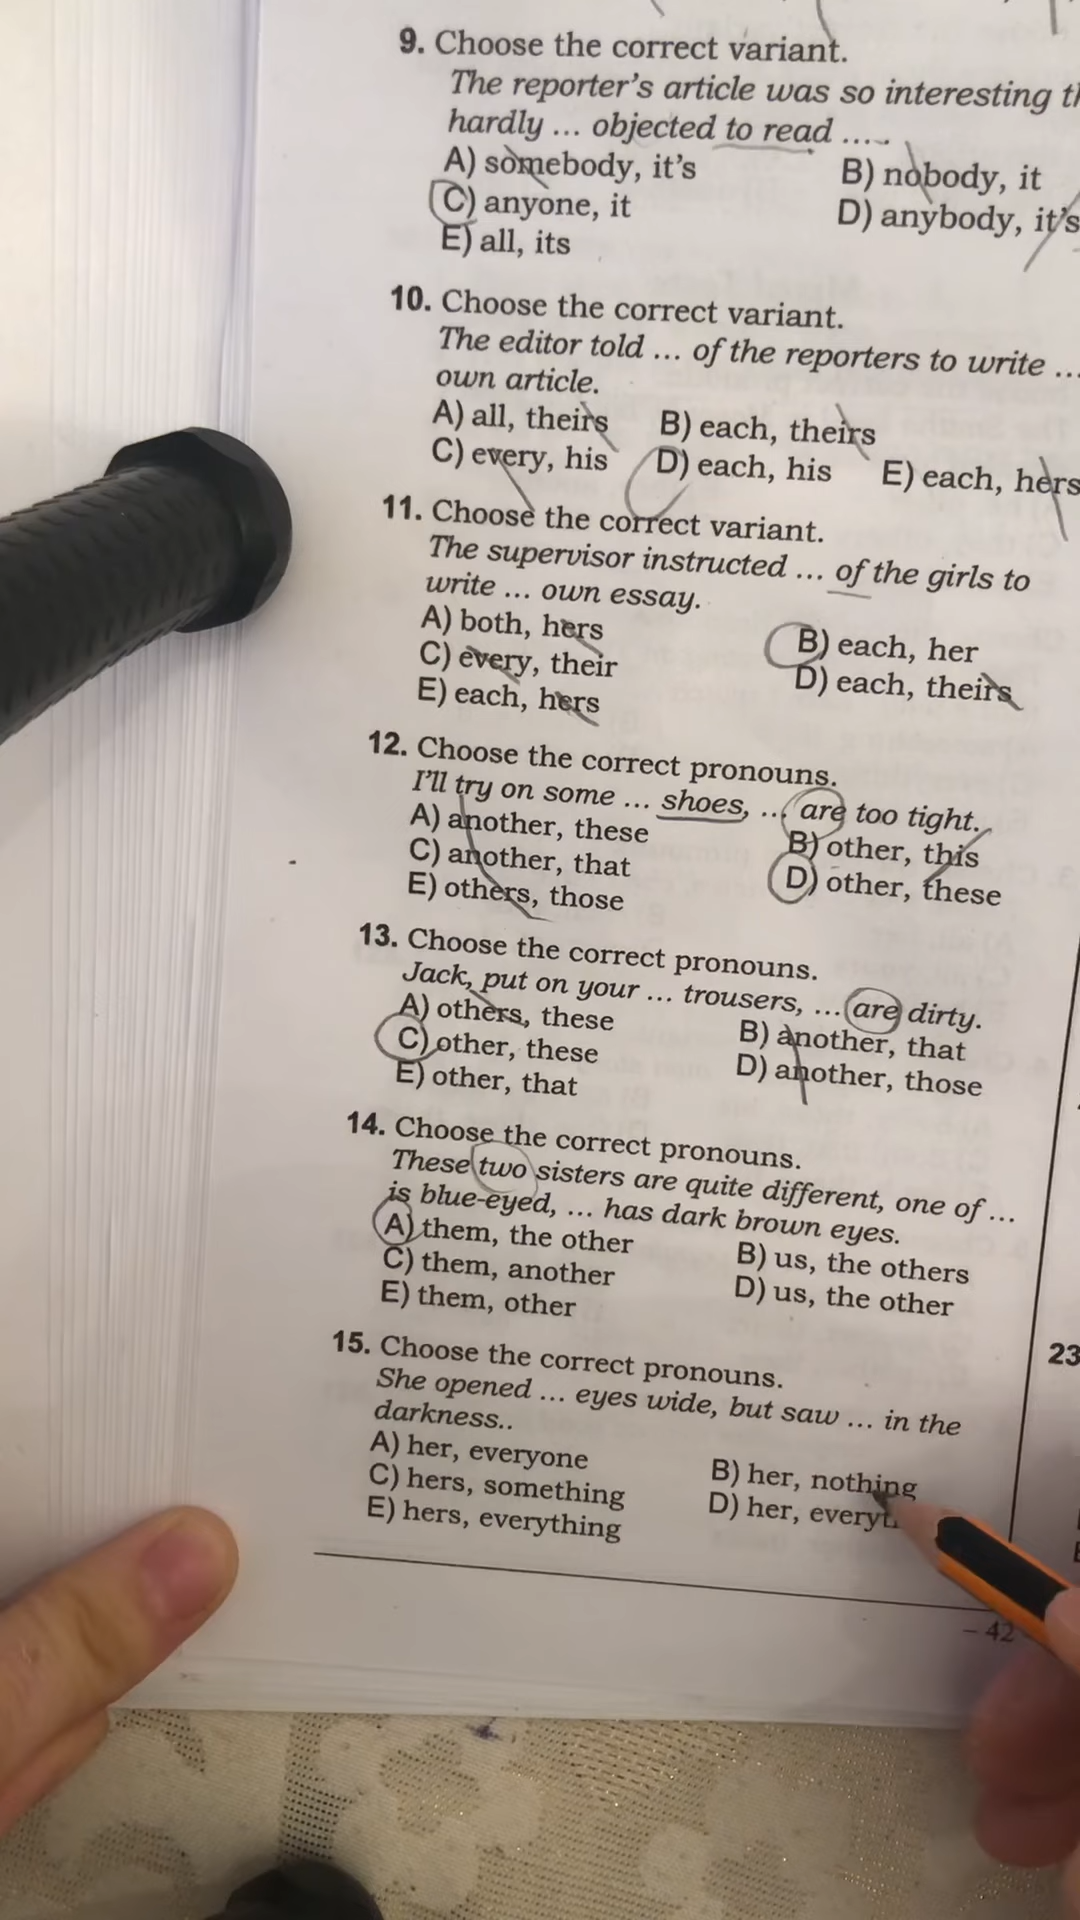 9. Choose the correct variant.
The reporter's article was so interesting
hardly ... objected to read .....
A) somebody, it's B) nobody, it
C) anyone, it D) anybody, it's
E) all, its
10. Choose the correct variant.
The editor told ... of the reporters to write ...
own article.
A) all, theirs B) each, theirs
C) every, his D) each, his E) each, hers
11. Choose the correct variant.
The supervisor instructed ... of the girls to
write ... own essay.
A) both, hers B) each, her
C) every, their D) each, theirs
E) each, hers
12. Choose the correct pronouns.
I'll try on some ... shoes, ... are too tight.
A) another, these B) other, this
C) another, that D) other, these
E) others, those
13. Choose the correct pronouns.
Jack, put on your ... trousers, ... are dirty.
A) others, these B) another, that
C) other, these D) another, those
E) other, that
14. Choose the correct pronouns.
These two sisters are quite different, one of ...
is blue-eyed, ... has dark brown eyes.
A) them, the other B) us, the others
C) them, another D) us, the other
E) them, other
15. Choose the correct pronouns.
She opened ... eyes wide, but saw ... in the
darkness..
A) her, everyone B) her, nothing
C) hers, something D) her,
E) hers, everything
– 42
23